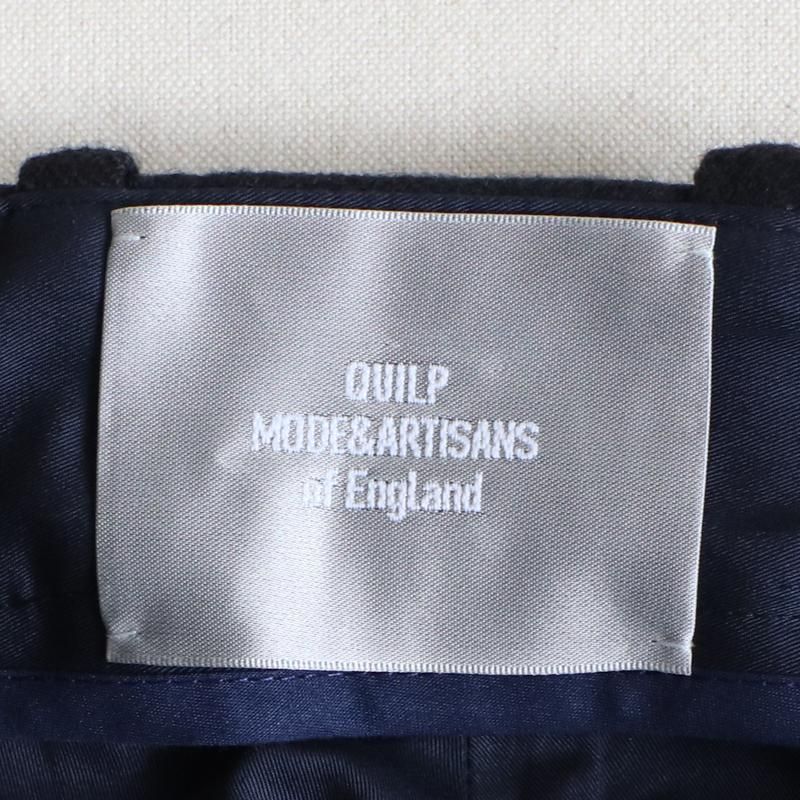 QUILP
MODE&ARTISANS
of England